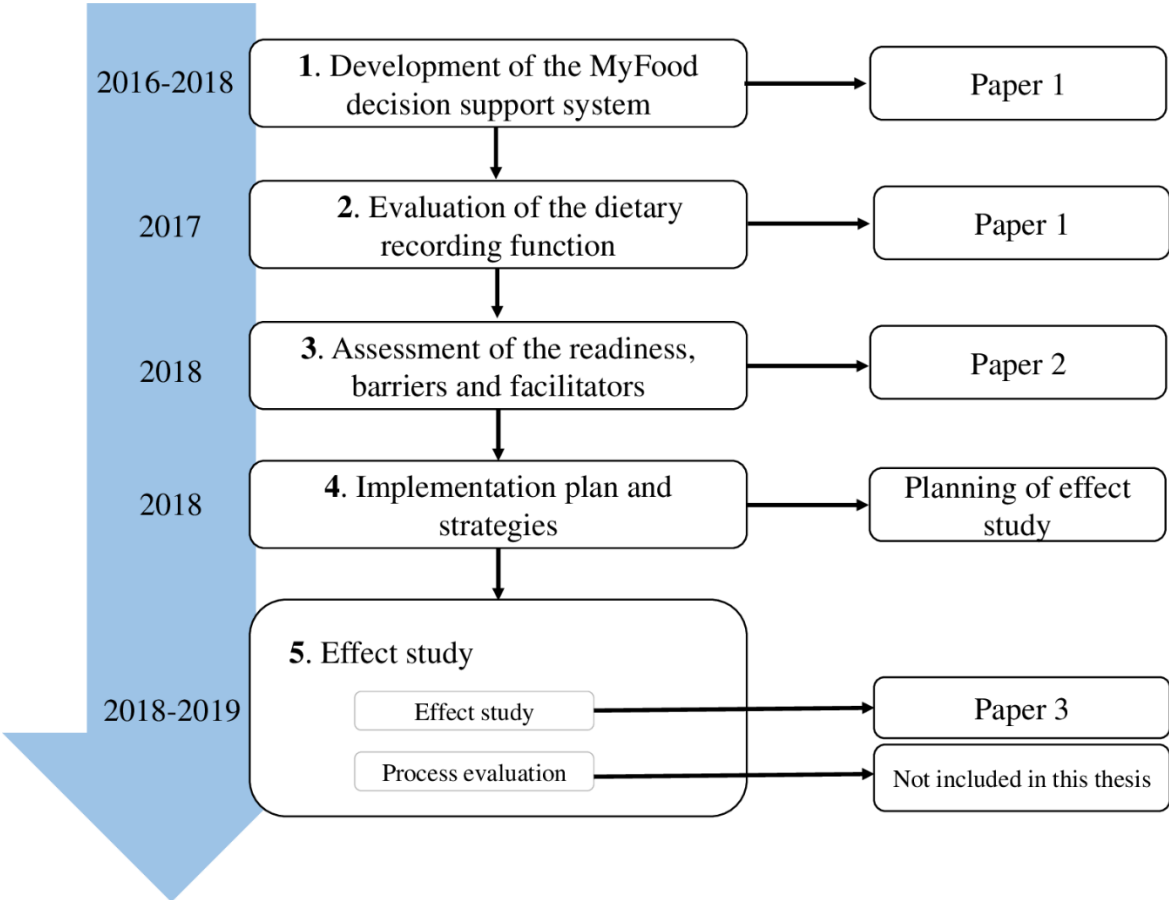 2016-2018
1. Development of the MyFood
decision support system
Paper 1
2017
2. Evaluation of the dietary
recording function
Paper 1
2018
3. Assessment of the readiness,
barriers and facilitators
Paper 2
2018
4. Implementation plan and
strategies
Planning of effect
study
2018-2019
5. Effect study
Effect study
Paper 3
Process evaluation
Not included in this thesis